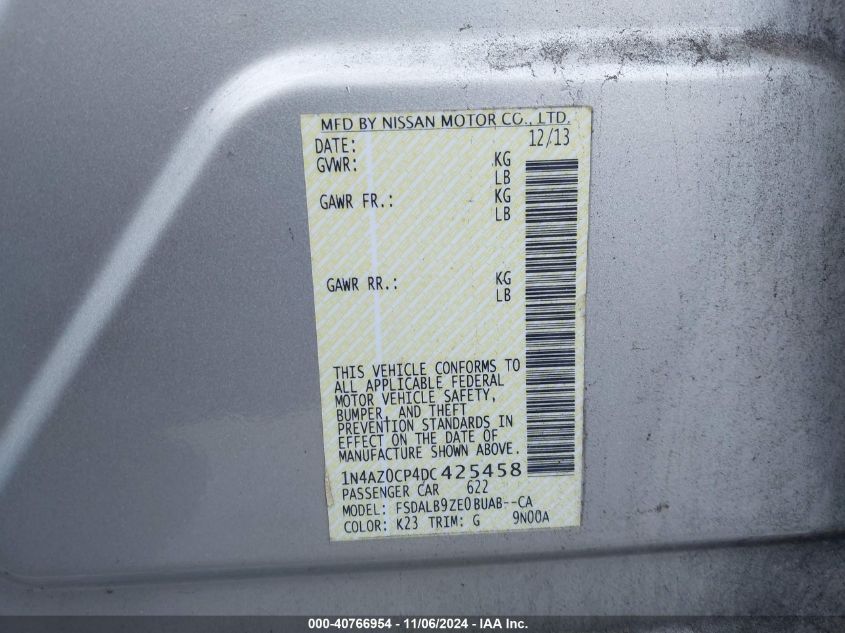 MFD BY NISSAN MOTOR CO., LTD.
DATE: 12/13
GVWR: KG
LB
GAWR FR.: KG
LB
GAWR RR.: KG
LB
THIS VEHICLE CONFORMS TO
ALL APPLICABLE FEDERAL
MOTOR VEHICLE SAFETY,
BUMPER, AND THEFT
PREVENTION STANDARDS IN
EFFECT ON THE DATE OF
MANUFACTURE SHOWN ABOVE.
1N4AZ0CP4DC425458
PASSENGER CAR 622
MODEL: FSDALB9ZE0BUAB--CA
COLOR: K23 TRIM: G 9N00A
000-40766954 - 11/06/2024 - IAA Inc.